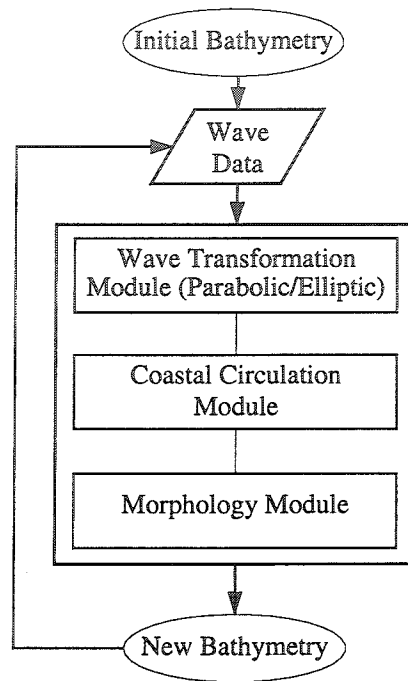 Initial Bathymetry
Wave
Data
Wave Transformation
Module (Parabolic/Elliptic)
Coastal Circulation
Module
Morphology Module
New Bathymetry